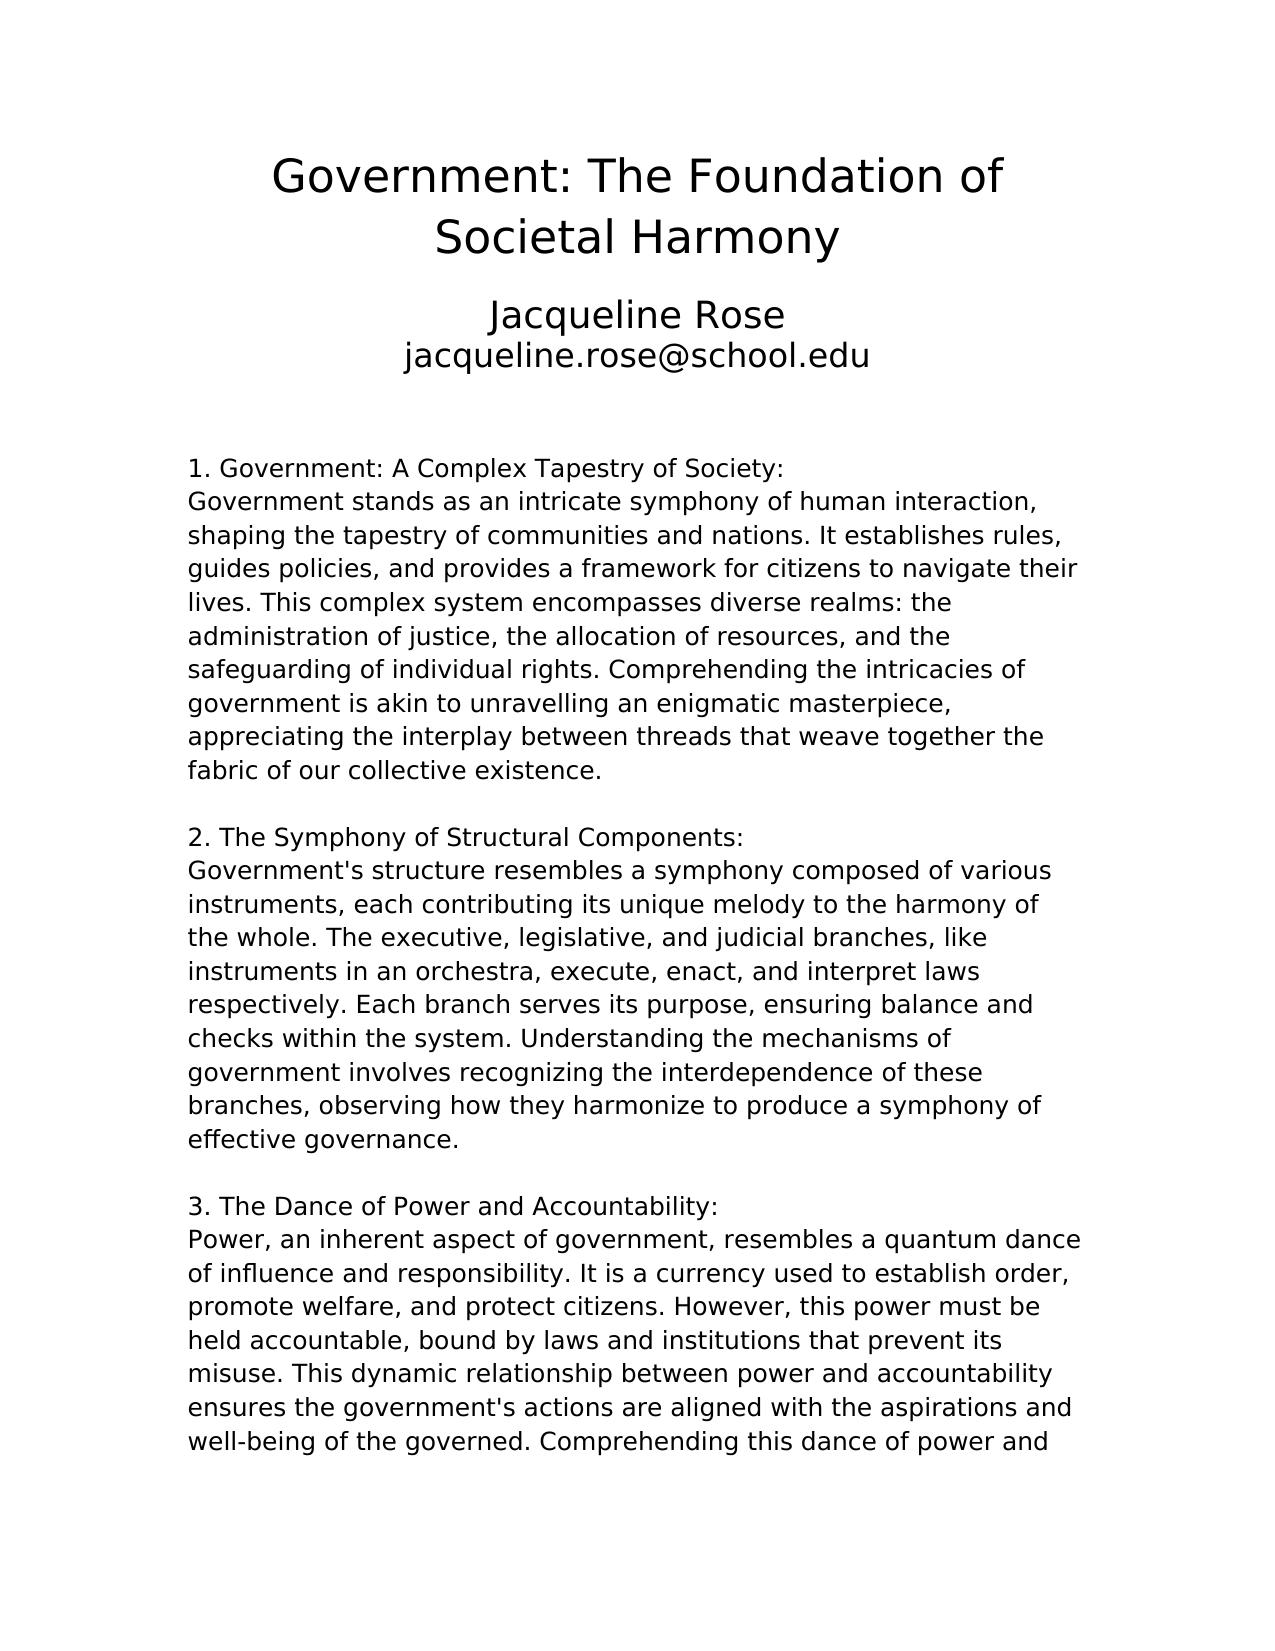 Government: The Foundation of
Societal Harmony
Jacqueline Rose
jacqueline.rose@school.edu
1. Government: A Complex Tapestry of Society:
Government stands as an intricate symphony of human interaction,
shaping the tapestry of communities and nations. It establishes rules,
guides policies, and provides a framework for citizens to navigate their
lives. This complex system encompasses diverse realms: the
administration of justice, the allocation of resources, and the
safeguarding of individual rights. Comprehending the intricacies of
government is akin to unravelling an enigmatic masterpiece,
appreciating the interplay between threads that weave together the
fabric of our collective existence.
2. The Symphony of Structural Components:
Government's structure resembles a symphony composed of various
instruments, each contributing its unique melody to the harmony of
the whole. The executive, legislative, and judicial branches, like
instruments in an orchestra, execute, enact, and interpret laws
respectively. Each branch serves its purpose, ensuring balance and
checks within the system. Understanding the mechanisms of
government involves recognizing the interdependence of these
branches, observing how they harmonize to produce a symphony of
effective governance.
3. The Dance of Power and Accountability:
Power, an inherent aspect of government, resembles a quantum dance
of influence and responsibility. It is a currency used to establish order,
promote welfare, and protect citizens. However, this power must be
held accountable, bound by laws and institutions that prevent its
misuse. This dynamic relationship between power and accountability
ensures the government's actions are aligned with the aspirations and
well-being of the governed. Comprehending this dance of power and